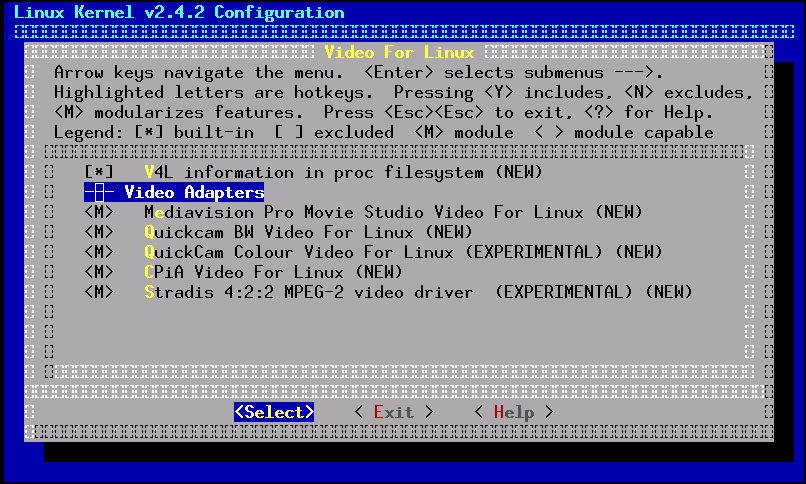 Linux Kernel v2.4.2 Configuration
Video For Linux
Arrow keys navigate the menu. <Enter> selects submenus --->.
Highlighted letters are hotkeys. Pressing <Y> includes, <N> excludes,
<M> modularizes features. Press <Esc><Esc> to exit, <?> for Help.
Legend: [*] built-in [ ] excluded <M> module < > module capable
[*] V4L information in proc filesystem (NEW)
--- Video Adapters
<M> Mediavision Pro Movie Studio Video For Linux (NEW)
<M> Quickcam BW Video For Linux (NEW)
<M> QuickCam Colour Video For Linux (EXPERIMENTAL) (NEW)
<M> CPiA Video For Linux (NEW)
<M> Stradis 4:2:2 MPEG-2 video driver (EXPERIMENTAL) (NEW)
<Select> < Exit > < Help >